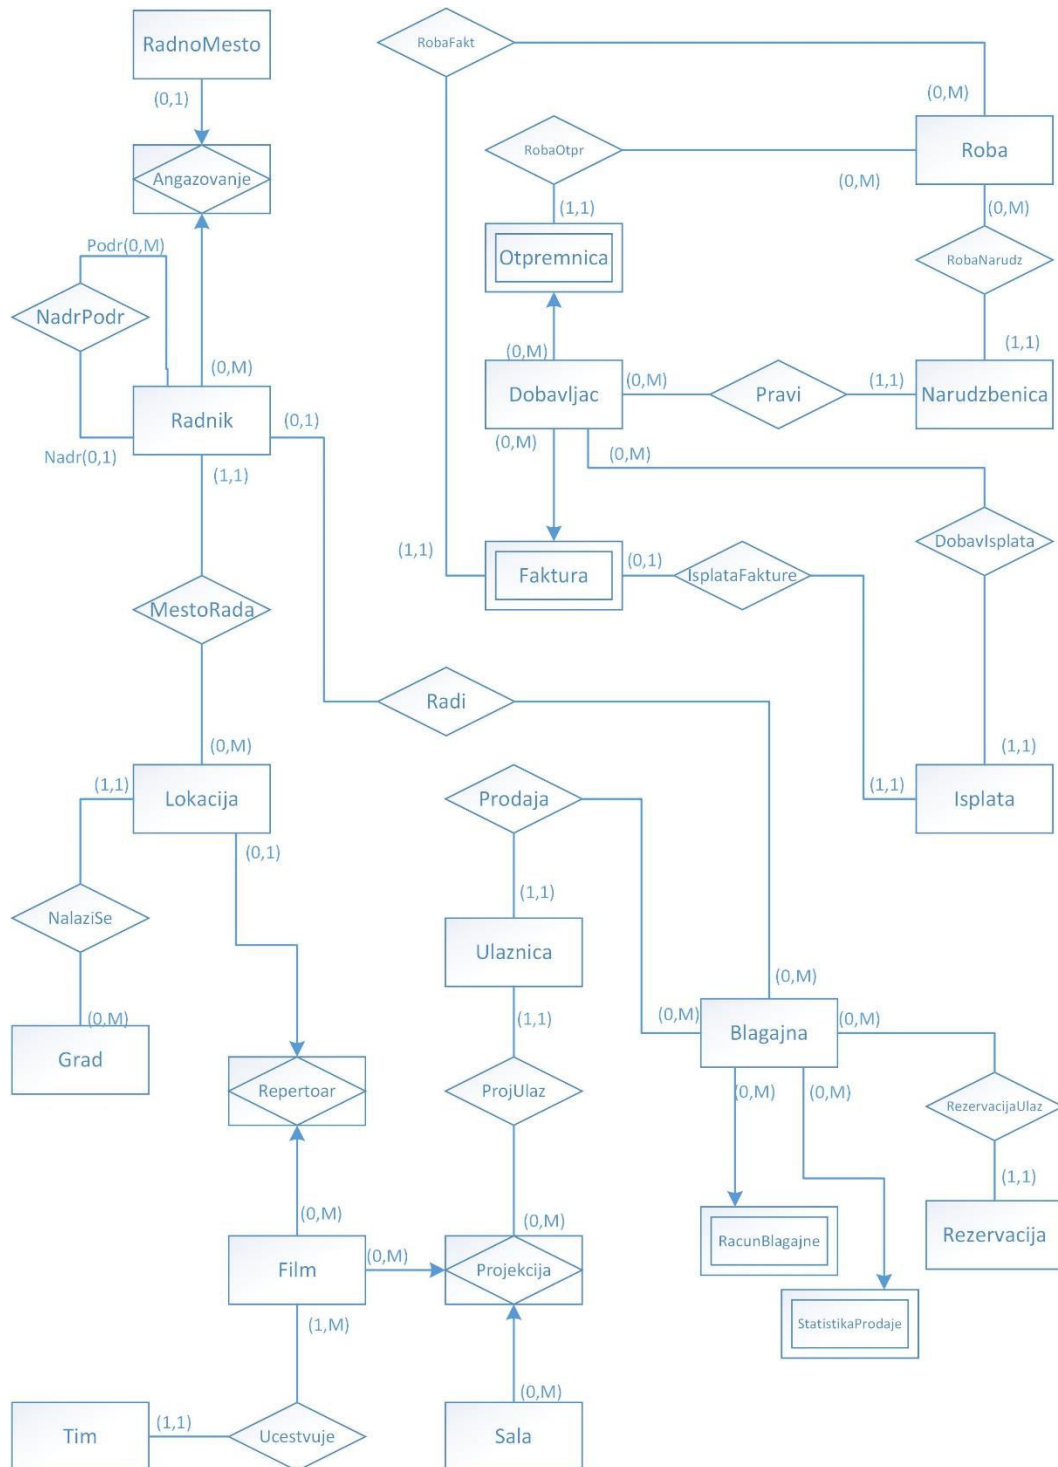 RadnoMesto
(0,1)
Angazovanje
Podr(0,M)
NadrPodr
(0,M)
Radnik
(0,1)
Nadr(0,1)
(1,1)
MestoRada
(0,M)
Lokacija
(1,1)
(0,1)
NalaziSe
(0,M)
Grad
Repertoar
(0,M)
Film
(0,M)
(1,M)
Tim
(1,1)
Ucestvuje
RobaFakt
(0,M)
Roba
RobaOtpr
(0,M)
(1,1)
Otpremnica
(0,M)
RobaNarudz
(1,1)
(0,M)
Dobavljac
(0,M)
Pravi
(1,1)
Narudzbenica
(0,M)
(0,M)
DobavIsplata
(1,1)
Faktura
(0,1)
IsplataFakture
Radi
(1,1)
(1,1)
Isplata
Prodaja
(1,1)
Ulaznica
(1,1)
ProjUlaz
(0,M)
Projekcija
(0,M)
Sala
(0,M)
(0,M)
Blagajna
(0,M)
(0,M)
(0,M)
RezervacijaUlaz
(1,1)
Rezervacija
RacunBlagajne
StatistikaProdaje